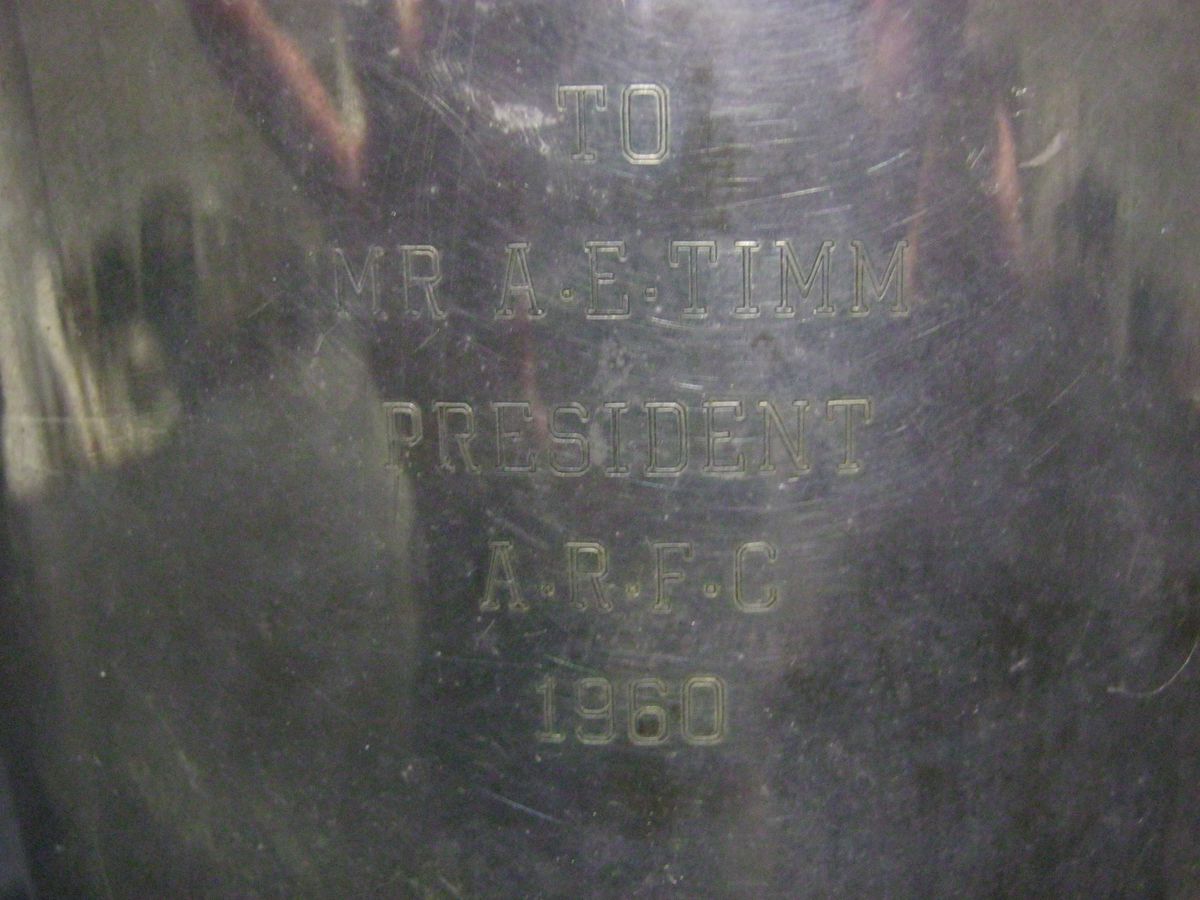 TO
MR A·E·TIMM
PRESIDENT
A·R·F·C
1960